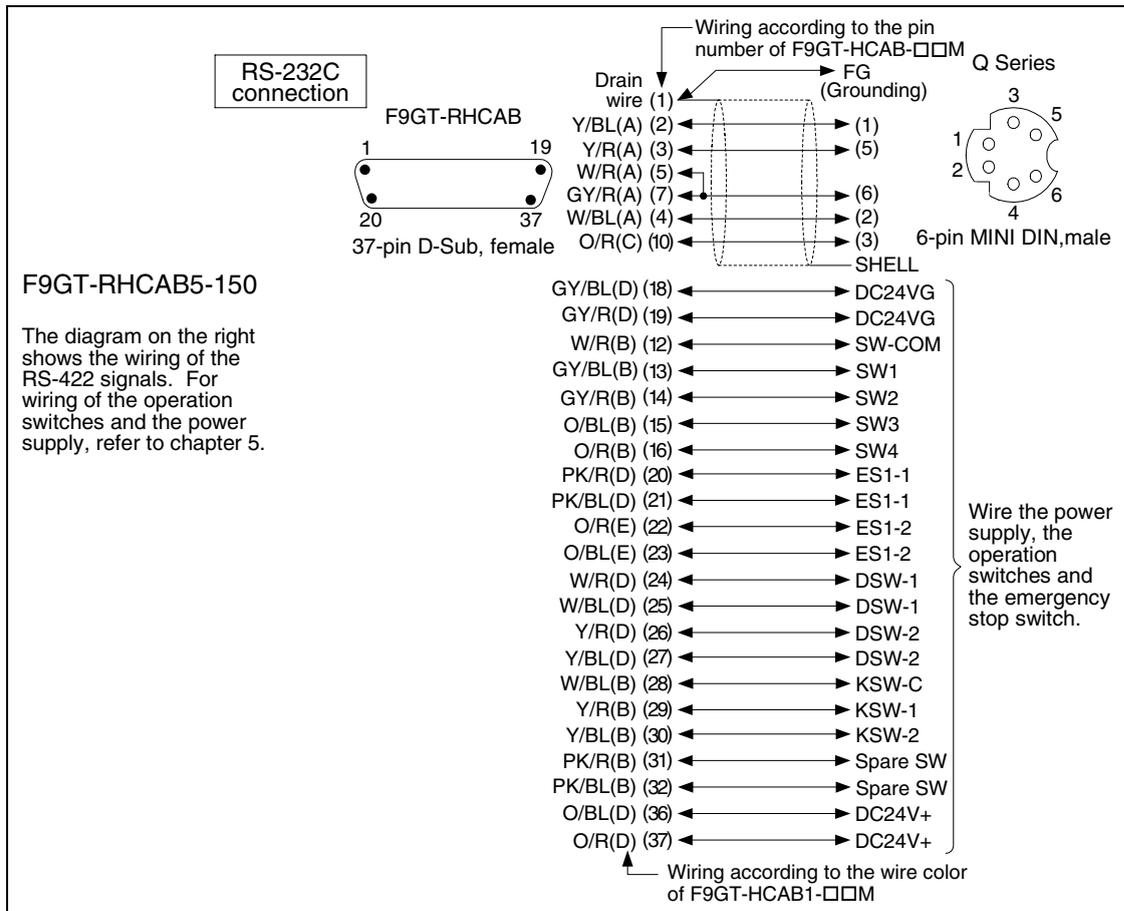 Wiring according to the pin
number of F9GT-HCAB-□□M
RS-232C
connection
F9GT-RHCAB
1 19
20 37
37-pin D-Sub, female
Q Series
3
5
1
2
6
4
6-pin MINI DIN,male
Drain
wire (1) FG
(Grounding)
Y/BL(A) (2) (1)
Y/R(A) (3) (5)
W/R(A) (5)
GY/R(A) (7) (6)
W/BL(A) (4) (2)
O/R(C) (10) (3)
SHELL
F9GT-RHCAB5-150
The diagram on the right
shows the wiring of the
RS-422 signals. For
wiring of the operation
switches and the power
supply, refer to chapter 5.
GY/BL(D) (18) DC24VG
GY/R(D) (19) DC24VG
W/R(B) (12) SW-COM
GY/BL(B) (13) SW1
GY/R(B) (14) SW2
O/BL(B) (15) SW3
O/R(B) (16) SW4
PK/R(D) (20) ES1-1
PK/BL(D) (21) ES1-1
O/R(E) (22) ES1-2
O/BL(E) (23) ES1-2
W/R(D) (24) DSW-1
W/BL(D) (25) DSW-1
Y/R(D) (26) DSW-2
Y/BL(D) (27) DSW-2
W/BL(B) (28) KSW-C
Y/R(B) (29) KSW-1
Y/BL(B) (30) KSW-2
PK/R(B) (31) Spare SW
PK/BL(B) (32) Spare SW
O/BL(D) (36) DC24V+
O/R(D) (37) DC24V+
Wire the power
supply, the
operation
switches and
the emergency
stop switch.
Wiring according to the wire color
of F9GT-HCAB1-□□M